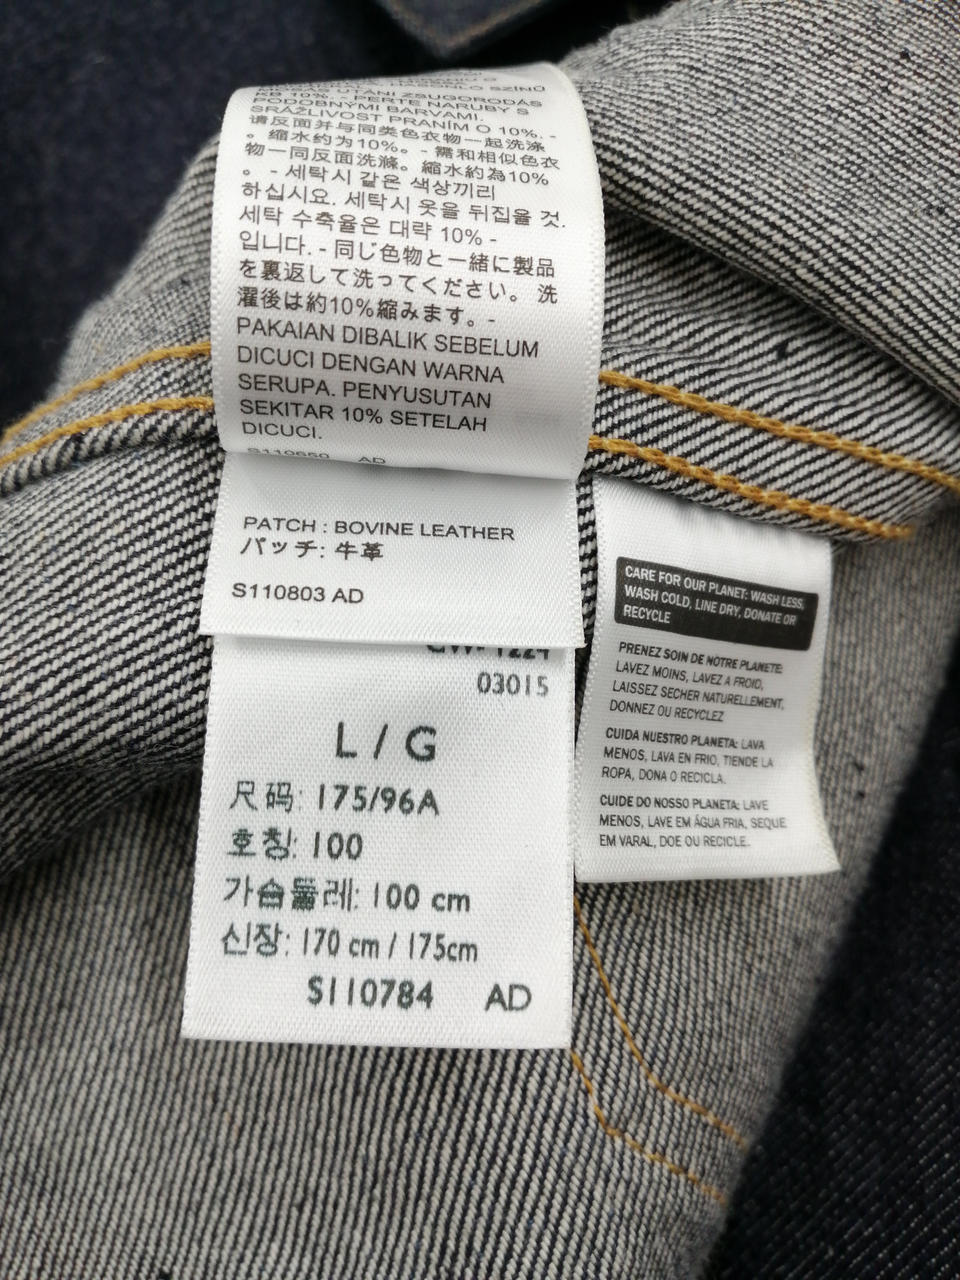 SZÍNŰ
UTÁNI ZSUGORODÁS
KB 10%. - PERTE NARUBY S
PODOBNÝMI BARVAMI.
SRÁŽLIVOST PRANÍM O 10%. -
请反面并与同类色衣物一起洗涤
。缩水约为10%。- 需和相似色衣
物一同反面洗滌。縮水約為10%
。- 세탁시 같은 색상끼리
하십시요. 세탁시 옷을 뒤집을 것.
세탁 수축율은 대략 10% -
입니다. - 同じ色物と一緒に製品
を裏返して洗ってください。 洗
濯後は約10%縮みます。-
PAKAIAN DIBALIK SEBELUM
DICUCI DENGAN WARNA
SERUPA. PENYUSUTAN
SEKITAR 10% SETELAH
DICUCI.
S110650 AD
PATCH : BOVINE LEATHER
パッチ: 牛革
S110803 AD
03015
L / G
尺码: 175/96A
호칭: 100
가슴둘레: 100 cm
신장: 170 cm / 175cm
S110784 AD
CARE FOR OUR PLANET: WASH LESS,
WASH COLD, LINE DRY, DONATE OR
RECYCLE
PRENEZ SOIN DE NOTRE PLANETE:
LAVEZ MOINS, LAVEZ A FROID,
LAISSEZ SECHER NATURELLEMENT,
DONNEZ OU RECYCLEZ
CUIDA NUESTRO PLANETA: LAVA
MENOS, LAVA EN FRIO, TIENDE LA
ROPA, DONA O RECICLA.
CUIDE DO NOSSO PLANETA: LAVE
MENOS, LAVE EM ÁGUA FRIA, SEQUE
EM VARAL, DOE OU RECICLE.